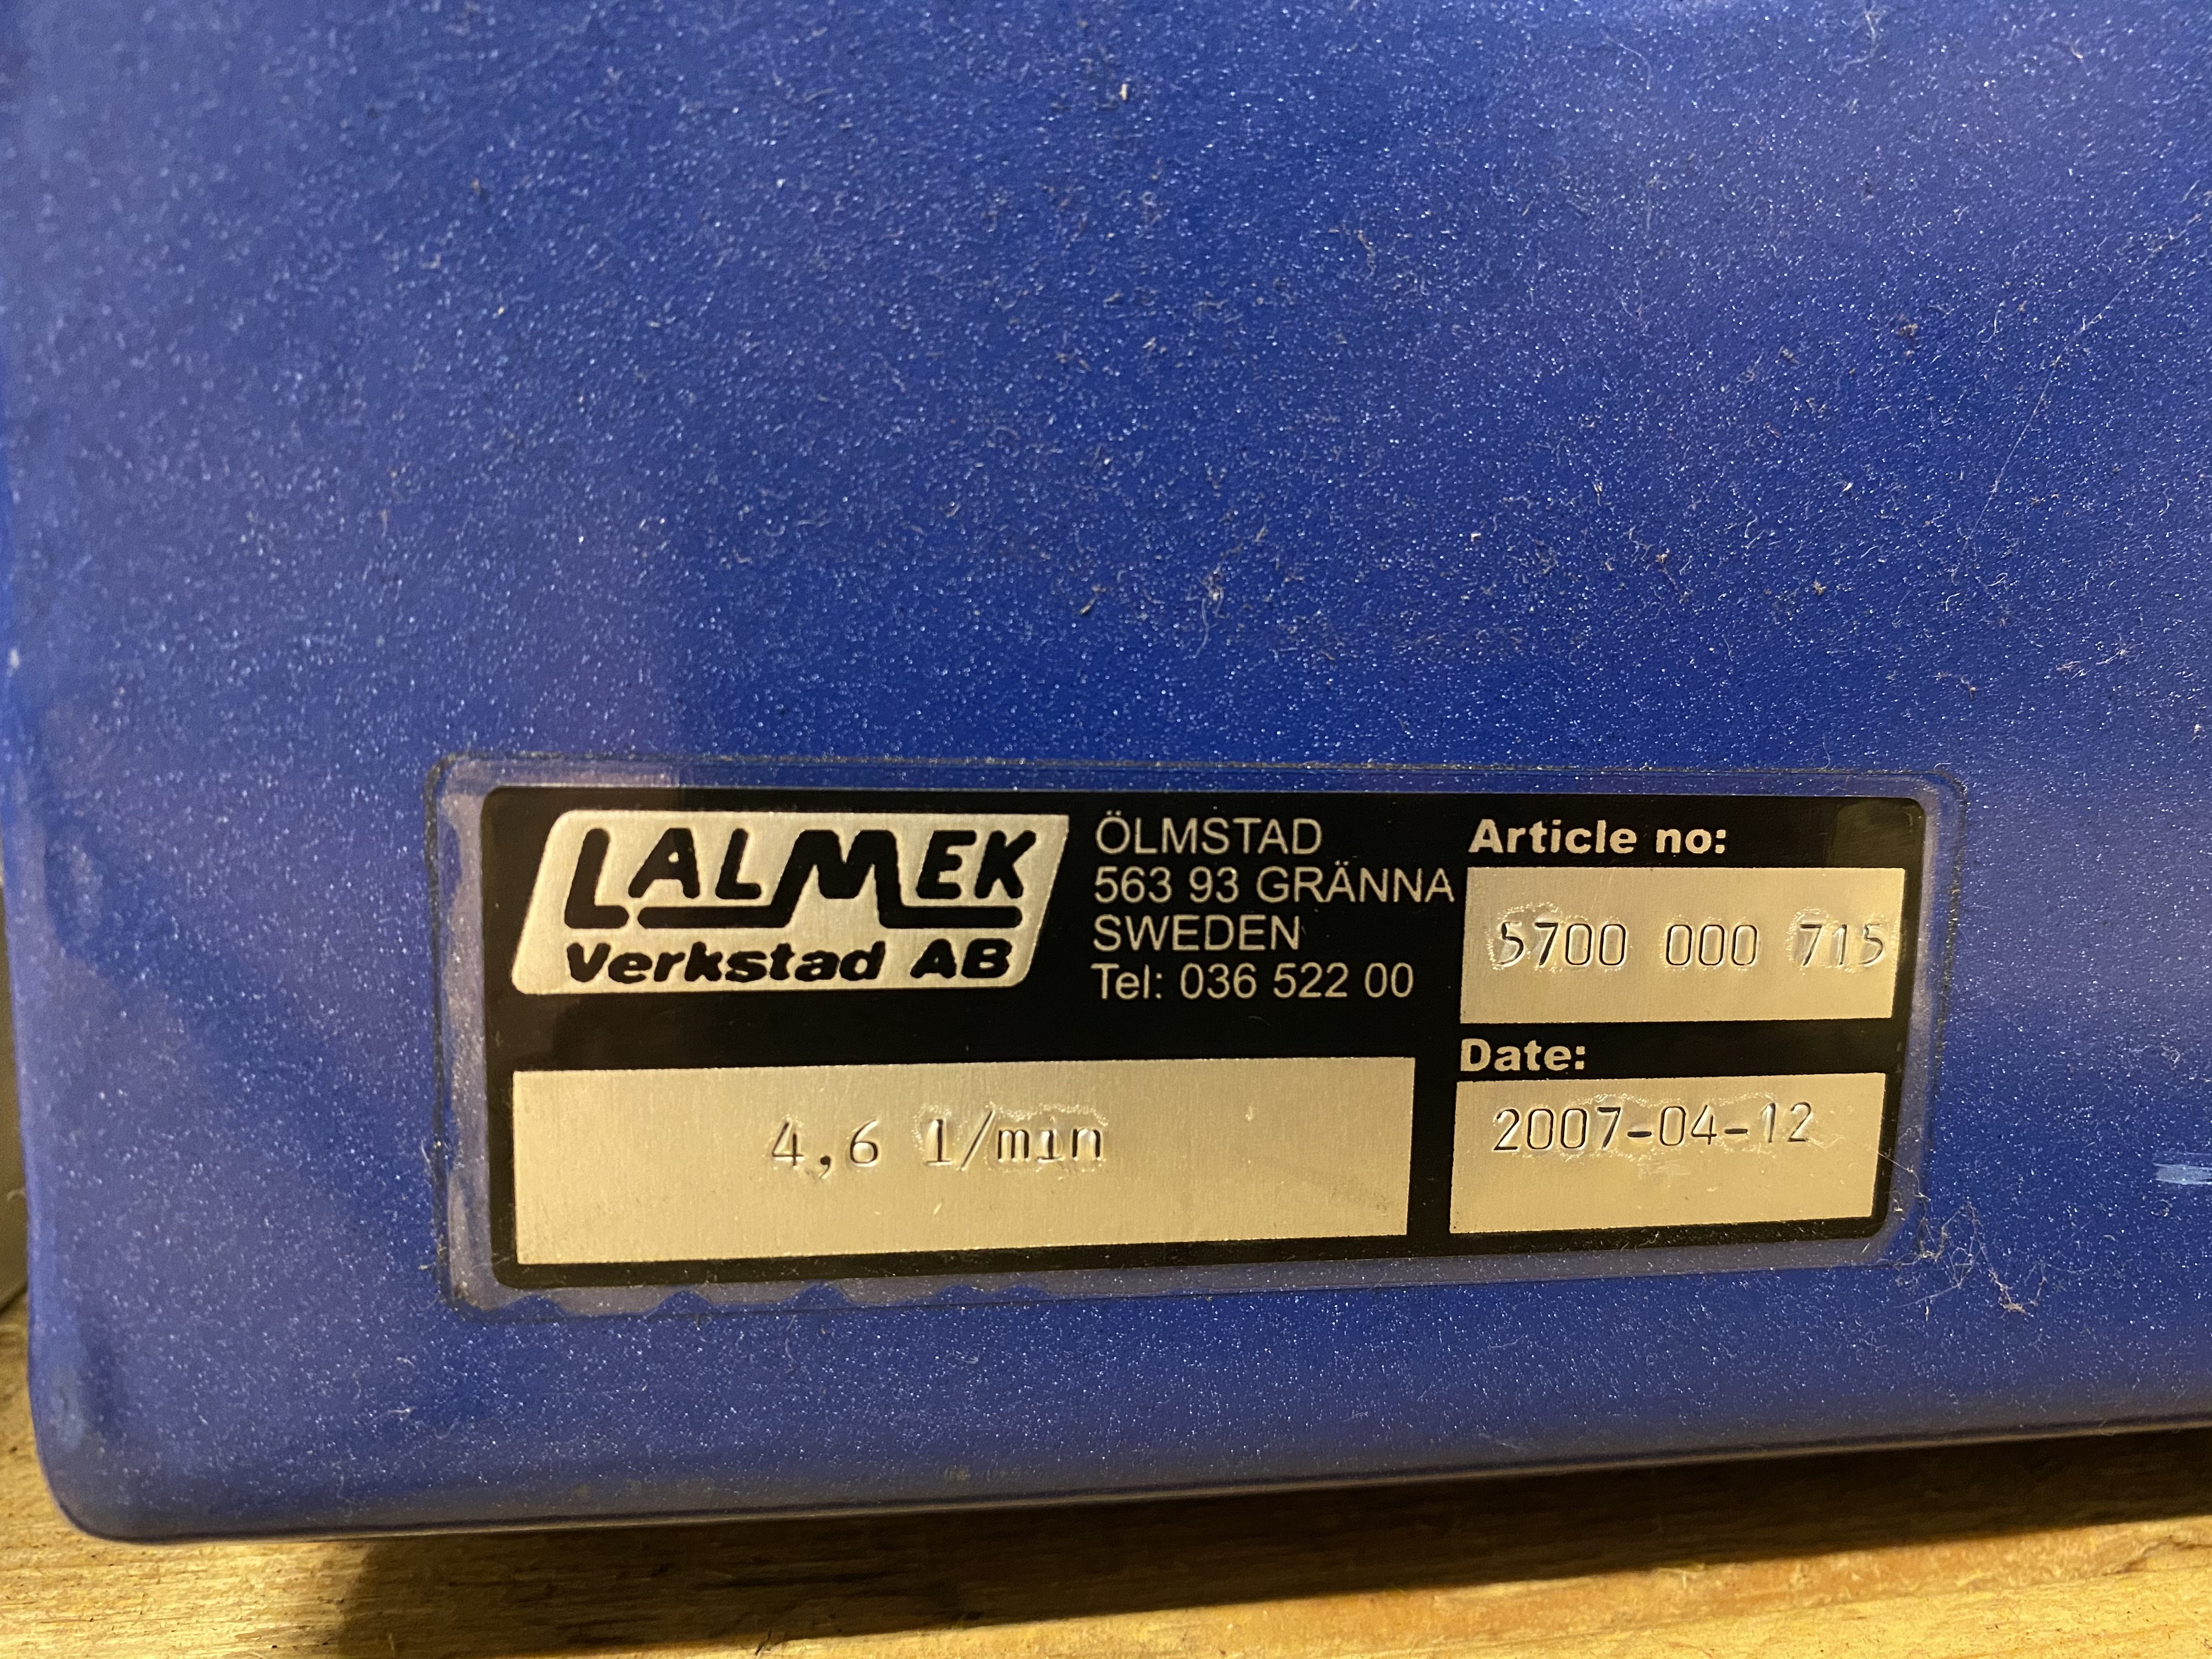 LALMEK
Verkstad AB
ÖLMSTAD
563 93 GRÄNNA
SWEDEN
Tel: 036 522 00
Article no:
5700 000 715
Date:
2007-04-12
4,6 l/min